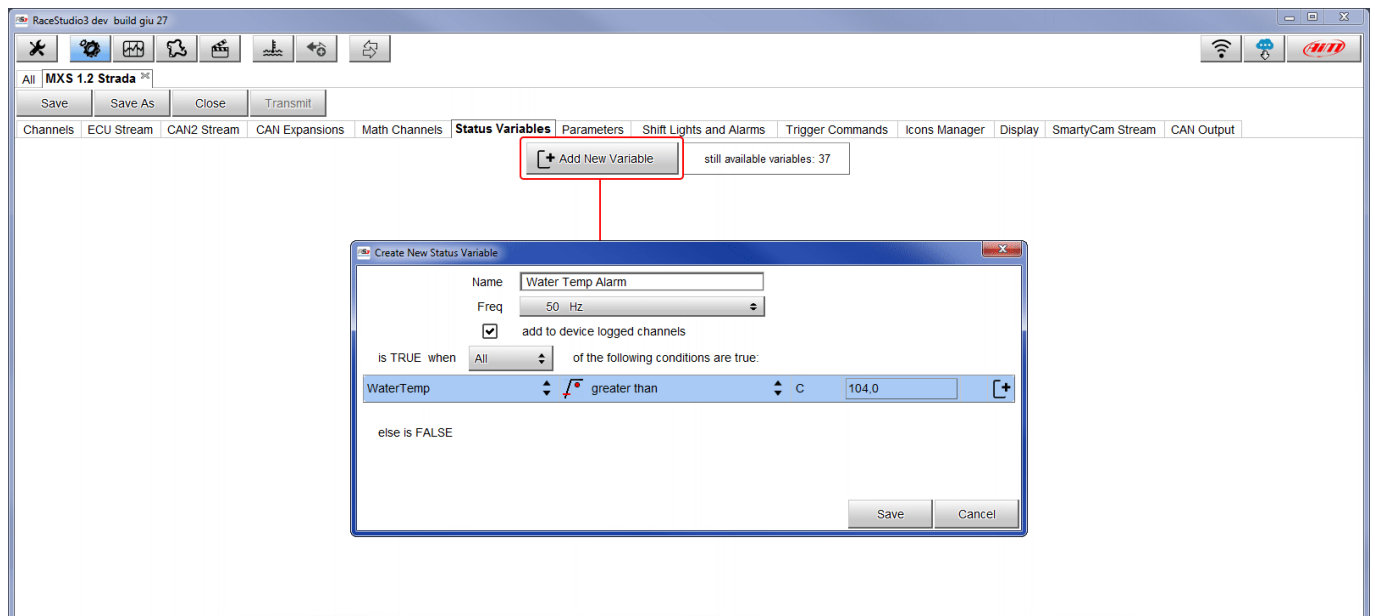 RaceStudio3 dev build giu 27
AiM
All MXS 1.2 Strada
Save Save As Close Transmit
Channels ECU Stream CAN2 Stream CAN Expansions Math Channels Status Variables Parameters Shift Lights and Alarms Trigger Commands Icons Manager Display SmartyCam Stream CAN Output
Add New Variable still available variables: 37
Create New Status Variable
Name Water Temp Alarm
Freq 50 Hz
add to device logged channels
is TRUE when All of the following conditions are true:
WaterTemp greater than C 104,0
else is FALSE
Save Cancel